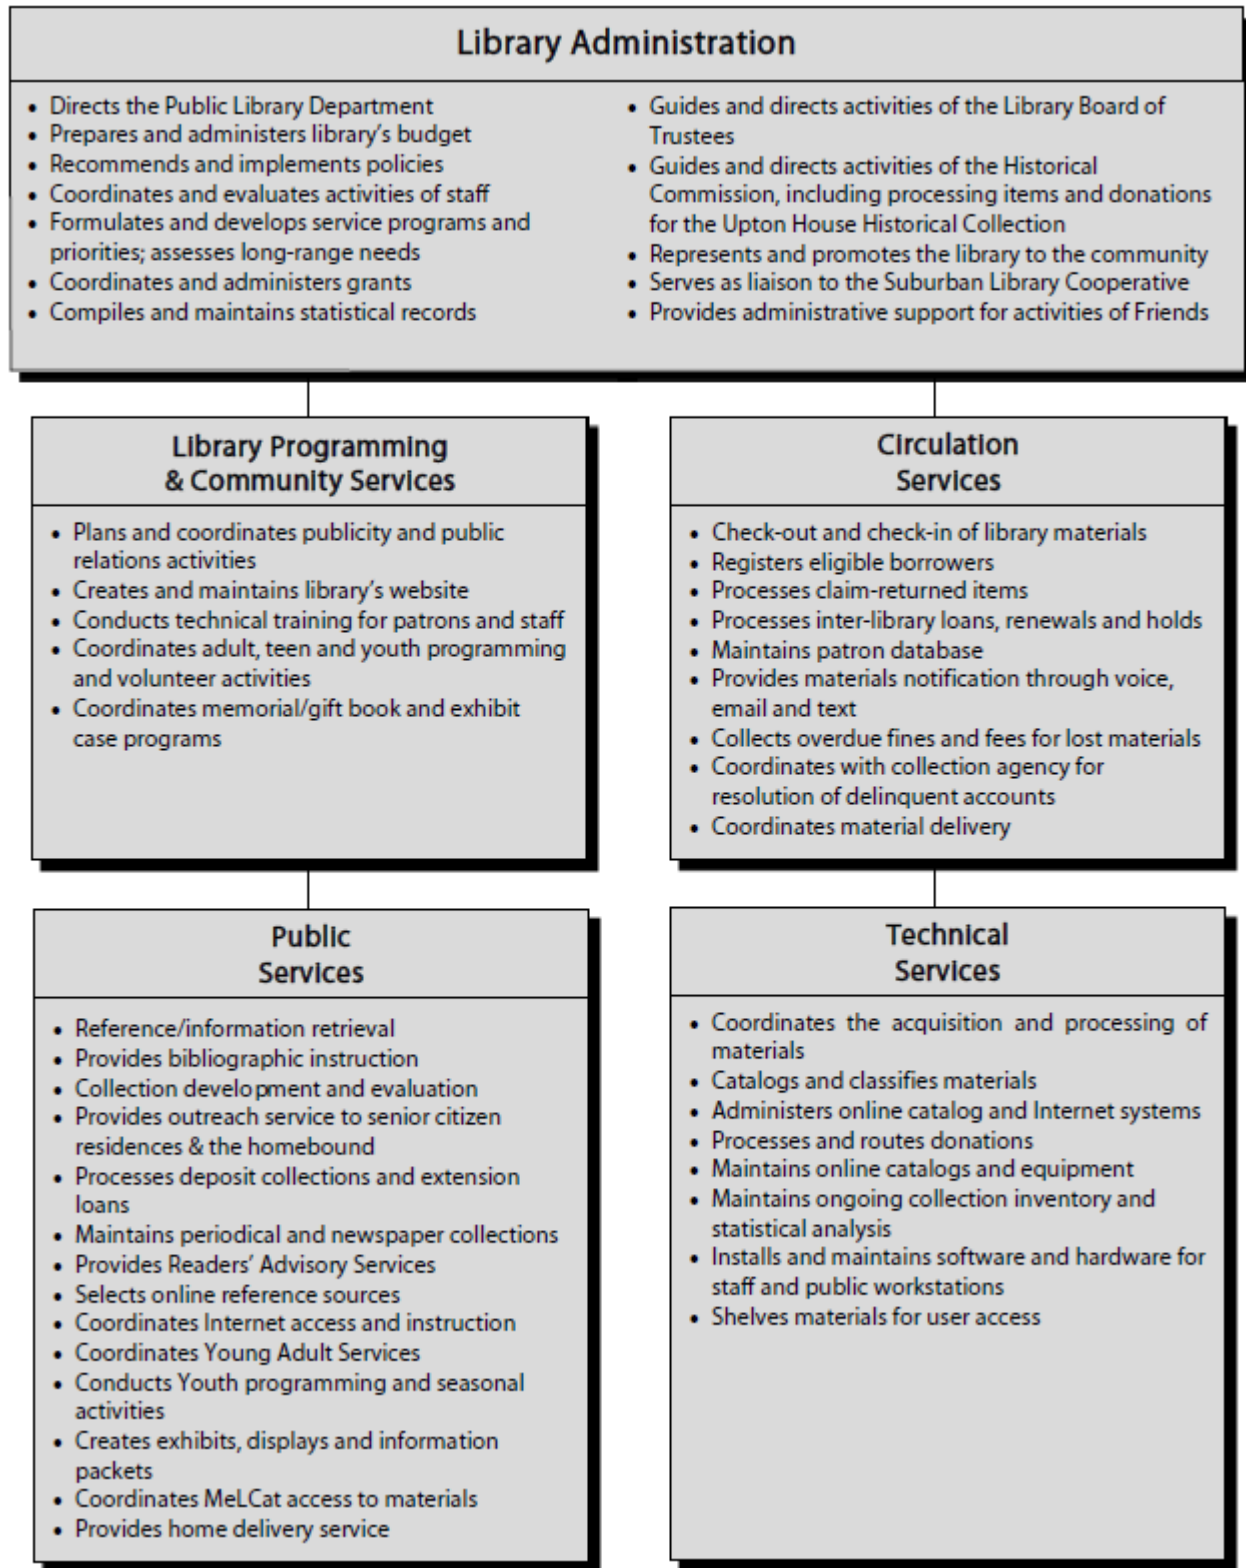 Library Administration
• Directs the Public Library Department
• Prepares and administers library's budget
• Recommends and implements policies
• Coordinates and evaluates activities of staff
• Formulates and develops service programs and
priorities; assesses long-range needs
• Coordinates and administers grants
• Compiles and maintains statistical records
• Guides and directs activities of the Library Board of
Trustees
• Guides and directs activities of the Historical
Commission, including processing items and donations
for the Upton House Historical Collection
• Represents and promotes the library to the community
• Serves as liaison to the Suburban Library Cooperative
• Provides administrative support for activities of Friends
Library Programming
& Community Services
• Plans and coordinates publicity and public
relations activities
• Creates and maintains library's website
• Conducts technical training for patrons and staff
• Coordinates adult, teen and youth programming
and volunteer activities
• Coordinates memorial/gift book and exhibit
case programs
Circulation
Services
• Check-out and check-in of library materials
• Registers eligible borrowers
• Processes claim-returned items
• Processes inter-library loans, renewals and holds
• Maintains patron database
• Provides materials notification through voice,
email and text
• Collects overdue fines and fees for lost materials
• Coordinates with collection agency for
resolution of delinquent accounts
• Coordinates material delivery
Public
Services
• Reference/information retrieval
• Provides bibliographic instruction
• Collection development and evaluation
• Provides outreach service to senior citizen
residences & the homebound
• Processes deposit collections and extension
loans
• Maintains periodical and newspaper collections
• Provides Readers' Advisory Services
• Selects online reference sources
• Coordinates Internet access and instruction
• Coordinates Young Adult Services
• Conducts Youth programming and seasonal
activities
• Creates exhibits, displays and information
packets
• Coordinates MeLCat access to materials
• Provides home delivery service
Technical
Services
• Coordinates the acquisition and processing of
materials
• Catalogs and classifies materials
• Administers online catalog and Internet systems
• Processes and routes donations
• Maintains online catalogs and equipment
• Maintains ongoing collection inventory and
statistical analysis
• Installs and maintains software and hardware for
staff and public workstations
• Shelves materials for user access